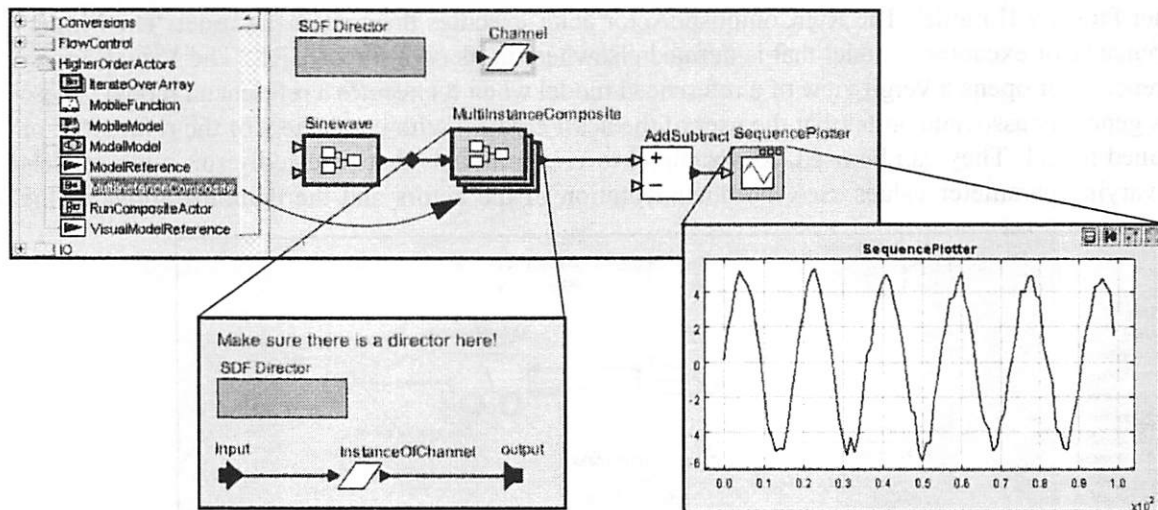 Conversions
FlowControl
HigherOrderActors
IterateOverArray
MobileFunction
MobileModel
ModalModel
ModelReference
MultiInstanceComposite
RunCompositeActor
VisualModelReference
IO
SDF Director
Channel
Sinewave
MultiInstanceComposite
AddSubtract
SequencePlotter
+
−
Make sure there is a director here!
SDF Director
input
InstanceOfChannel
output
SequencePlotter
4
2
0
-2
-4
-6
0.0 0.1 0.2 0.3 0.4 0.5 0.6 0.7 0.8 0.9 1.0
x10²